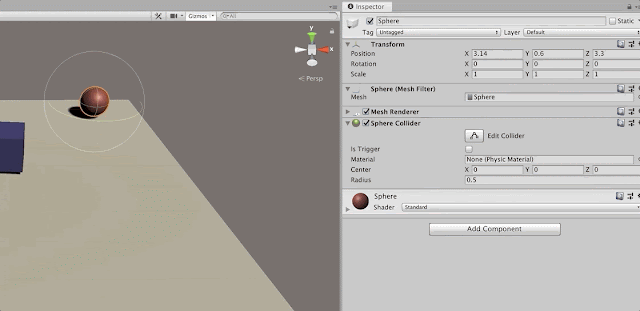 Gizmos
All
y
Persp
Inspector
Sphere
Static
Tag Untagged Layer Default
Transform
Position X 3.14 Y 0.6 Z 3.3
Rotation X 0 Y 0 Z 0
Scale X 1 Y 1 Z 1
Sphere (Mesh Filter)
Mesh Sphere
Mesh Renderer
Sphere Collider
Edit Collider
Is Trigger
Material None (Physic Material)
Center X 0 Y 0 Z 0
Radius 0.5
Sphere
Shader Standard
Add Component